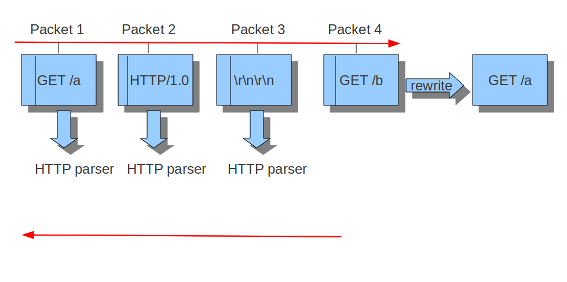 Packet 1
Packet 2
Packet 3
Packet 4
GET /a
HTTP/1.0
\r\n\r\n
GET /b
rewrite
GET /a
HTTP parser
HTTP parser
HTTP parser